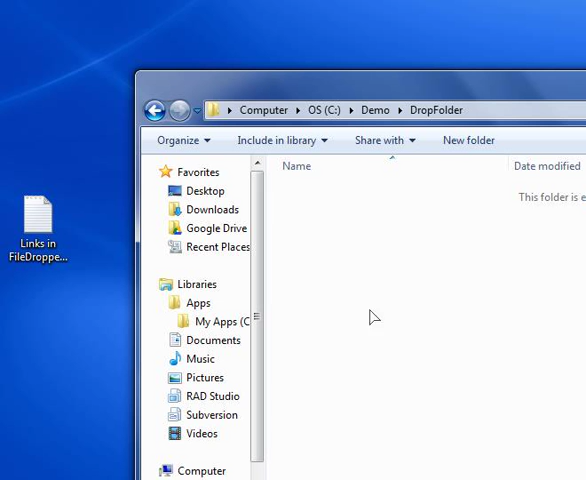 Computer OS (C:) Demo DropFolder
Organize Include in library Share with New folder
Name Date modified
This folder is e
Favorites
Desktop
Downloads
Google Drive
Recent Places
Libraries
Apps
My Apps (C
Documents
Music
Pictures
RAD Studio
Subversion
Videos
Computer
Links in
FileDroppe...